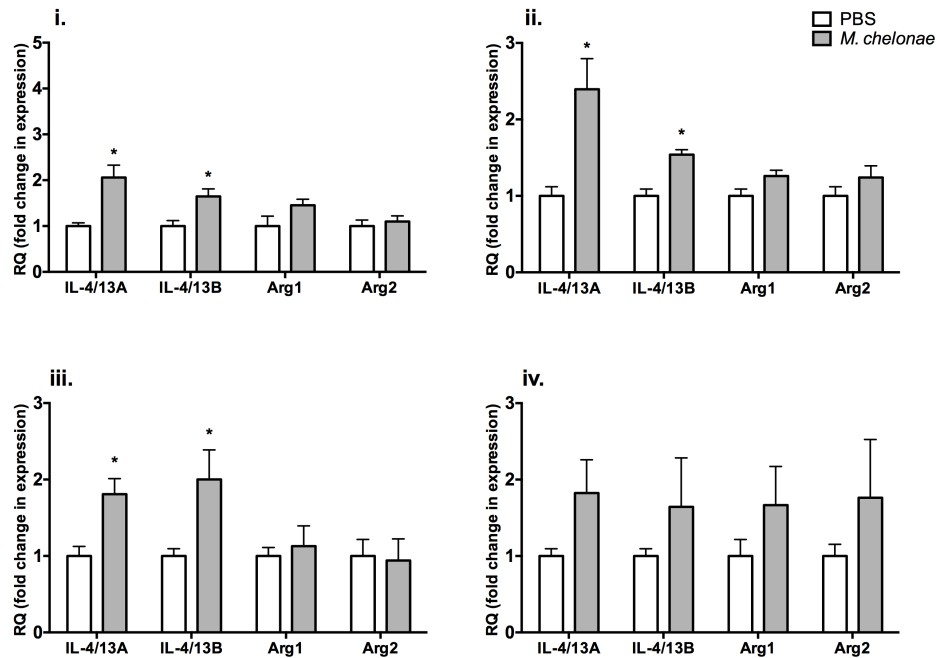 i.
RQ (fold change in expression)
5
4
3
2
1
0
IL-4/13A IL-4/13B Arg1 Arg2
*
*
ii.
PBS
M. chelonae
RQ (fold change in expression)
3
2
1
0
IL-4/13A IL-4/13B Arg1 Arg2
*
*
iii.
RQ (fold change in expression)
3
2
1
0
IL-4/13A IL-4/13B Arg1 Arg2
*
*
iv.
RQ (fold change in expression)
3
2
1
0
IL-4/13A IL-4/13B Arg1 Arg2